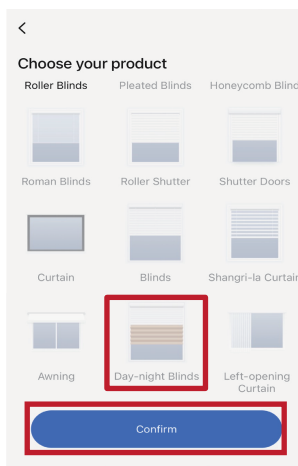 Choose your product
Roller Blinds Pleated Blinds Honeycomb Blind
Roman Blinds Roller Shutter Shutter Doors
Curtain Blinds Shangri-la Curtain
Awning Day-night Blinds Left-opening
Curtain
Confirm